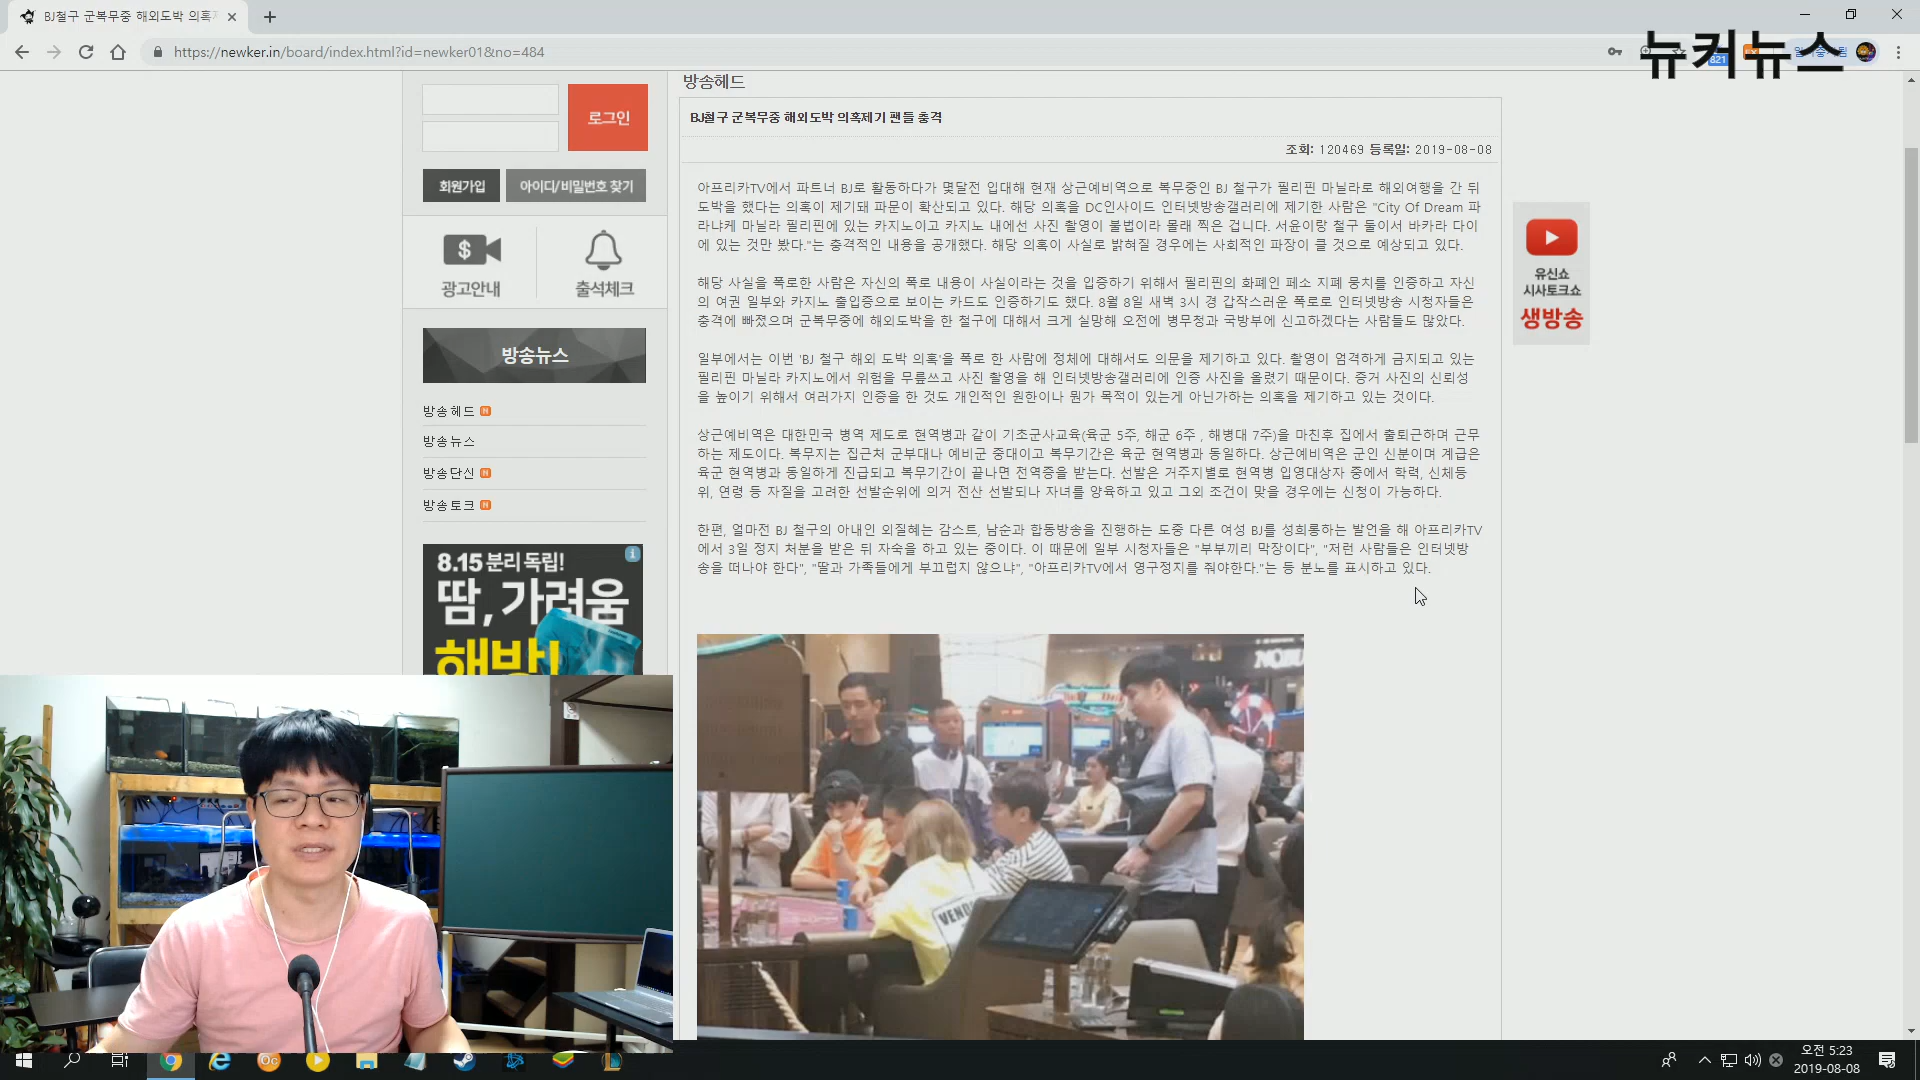 BJ철구 군복무중 해외도박 의혹제
https://newker.in/board/index.html?id=newker01&no=484
821
뉴커뉴스
로그인
회원가입
아이디/비밀번호 찾기
광고안내
출석체크
방송뉴스
방송헤드 N
방송뉴스
방송단신 N
방송토크 N
8.15 분리 독립!
땀, 가려움
해방!
방송헤드
BJ철구 군복무중 해외도박 의혹제기 팬들 충격
조회: 120469 등록일: 2019-08-08
아프리카TV에서 파트너 BJ로 활동하다가 몇달전 입대해 현재 상근예비역으로 복무중인 BJ 철구가 필리핀 마닐라로 해외여행을 간 뒤
도박을 했다는 의혹이 제기돼 파문이 확산되고 있다. 해당 의혹을 DC인사이드 인터넷방송갤러리에 제기한 사람은 "City Of Dream 파
라냐케 마닐라 필리핀에 있는 카지노이고 카지노 내에선 사진 촬영이 불법이라 몰래 찍은 겁니다. 서윤이랑 철구 둘이서 바카라 다이
에 있는 것만 봤다."는 충격적인 내용을 공개했다. 해당 의혹이 사실로 밝혀질 경우에는 사회적인 파장이 클 것으로 예상되고 있다.
해당 사실을 폭로한 사람은 자신의 폭로 내용이 사실이라는 것을 입증하기 위해서 필리핀의 화폐인 페소 지폐 뭉치를 인증하고 자신
의 여권 일부와 카지노 출입증으로 보이는 카드도 인증하기도 했다. 8월 8일 새벽 3시 경 갑작스러운 폭로로 인터넷방송 시청자들은
충격에 빠졌으며 군복무중에 해외도박을 한 철구에 대해서 크게 실망해 오전에 병무청과 국방부에 신고하겠다는 사람들도 많았다.
일부에서는 이번 'BJ 철구 해외 도박 의혹'을 폭로 한 사람에 정체에 대해서도 의문을 제기하고 있다. 촬영이 엄격하게 금지되고 있는
필리핀 마닐라 카지노에서 위험을 무릎쓰고 사진 촬영을 해 인터넷방송갤러리에 인증 사진을 올렸기 때문이다. 증거 사진의 신뢰성
을 높이기 위해서 여러가지 인증을 한 것도 개인적인 원한이나 뭔가 목적이 있는게 아닌가하는 의혹을 제기하고 있는 것이다.
상근예비역은 대한민국 병역 제도로 현역병과 같이 기초군사교육(육군 5주, 해군 6주 , 해병대 7주)을 마친후 집에서 출퇴근하며 근무
하는 제도이다. 복무지는 집근처 군부대나 예비군 중대이고 복무기간은 육군 현역병과 동일하다. 상근예비역은 군인 신분이며 계급은
육군 현역병과 동일하게 진급되고 복무기간이 끝나면 전역증을 받는다. 선발은 거주지별로 현역병 입영대상자 중에서 학력, 신체등
위, 연령 등 자질을 고려한 선발순위에 의거 전산 선발되나 자녀를 양육하고 있고 그외 조건이 맞을 경우에는 신청이 가능하다.
한편, 얼마전 BJ 철구의 아내인 외질혜는 감스트, 남순과 합동방송을 진행하는 도중 다른 여성 BJ를 성희롱하는 발언을 해 아프리카TV
에서 3일 정지 처분을 받은 뒤 자숙을 하고 있는 중이다. 이 때문에 일부 시청자들은 "부부끼리 막장이다", "저런 사람들은 인터넷방
송을 떠나야 한다", "딸과 가족들에게 부끄럽지 않으냐", "아프리카TV에서 영구정지를 줘야한다."는 등 분노를 표시하고 있다.
유신쇼
시사토크쇼
생방송
NOBU
오전 5:23
2019-08-08